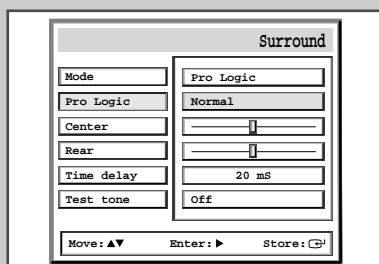 Surround
Mode Pro Logic
Pro Logic Normal
Center
Rear
Time delay 20 mS
Test tone Off
Move:▲▼ Enter:▶ Store: